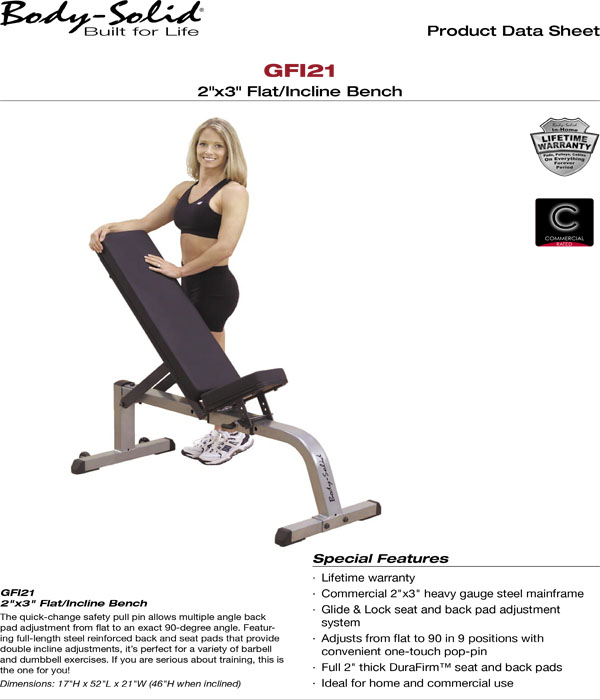 Body-Solid®
Built for Life
Product Data Sheet
GFI21
2"x3" Flat/Incline Bench
Body-Solid
In-Home
LIFETIME
WARRANTY
Pads, Pulleys, Cables
On Everything
Forever
Period
C
COMMERCIAL
RATED
Body-Solid
GFI21
2"x3" Flat/Incline Bench
The quick-change safety pull pin allows multiple angle back
pad adjustment from flat to an exact 90-degree angle. Featur-
ing full-length steel reinforced back and seat pads that provide
double incline adjustments, it's perfect for a variety of barbell
and dumbbell exercises. If you are serious about training, this is
the one for you!
Dimensions: 17"H x 52"L x 21"W (46"H when inclined)
Special Features
· Lifetime warranty
· Commercial 2"x3" heavy gauge steel mainframe
· Glide & Lock seat and back pad adjustment
system
· Adjusts from flat to 90 in 9 positions with
convenient one-touch pop-pin
· Full 2" thick DuraFirm™ seat and back pads
· Ideal for home and commercial use